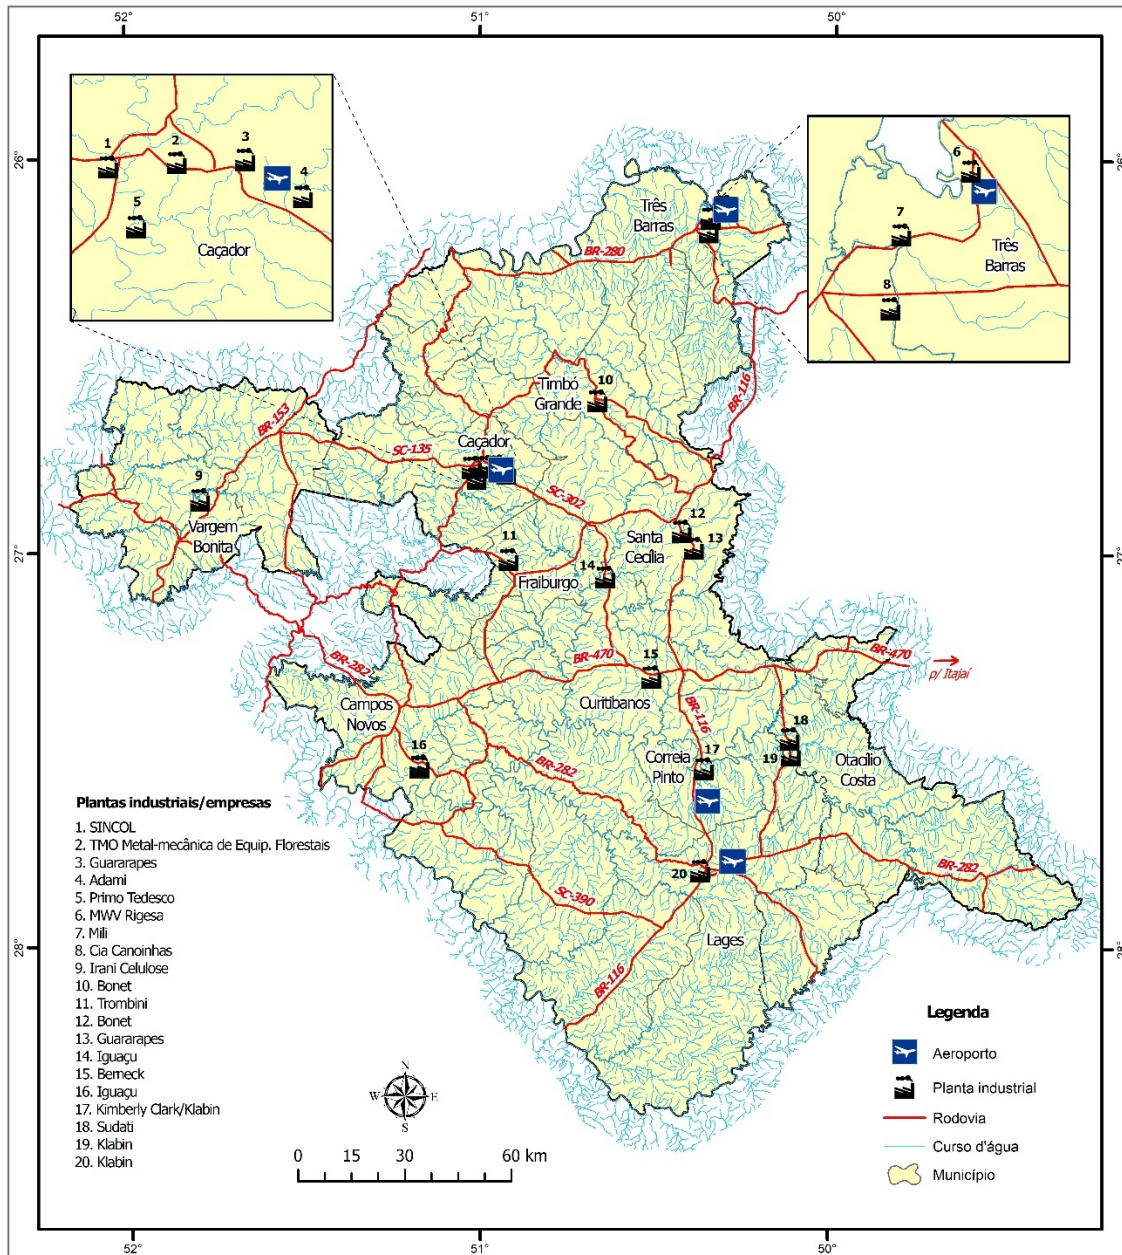 52°
51°
50°
26°
26°
27°
27°
28°
28°
52°
51°
50°
1
2
3
4
5
Caçador
6
7
8
Três
Barras
Três
Barras
BR-280
BR-116
BR-153
Timbó
Grande
10
Caçador
SC-135
SC-302
9
Vargem
Bonita
11
Fraiburgo
12
13
Santa
Cecília
14
BR-282
BR-470
15
Curitibanos
BR-470
p/ Itajaí
Campos
Novos
16
BR-282
BR-116
Correia
Pinto
17
18
19
Otacílio
Costa
20
BR-282
SC-390
Lages
BR-116
Plantas industriais/empresas
1. SINCOL
2. TMO Metal-mecânica de Equip. Florestais
3. Guararapes
4. Adami
5. Primo Tedesco
6. MWV Rigesa
7. Mili
8. Cia Canoinhas
9. Irani Celulose
10. Bonet
11. Trombini
12. Bonet
13. Guararapes
14. Iguaçu
15. Berneck
16. Iguaçu
17. Kimberly Clark/Klabin
18. Sudati
19. Klabin
20. Klabin
N
W
E
S
0 15 30 60 km
Legenda
Aeroporto
Planta industrial
Rodovia
Curso d'água
Município